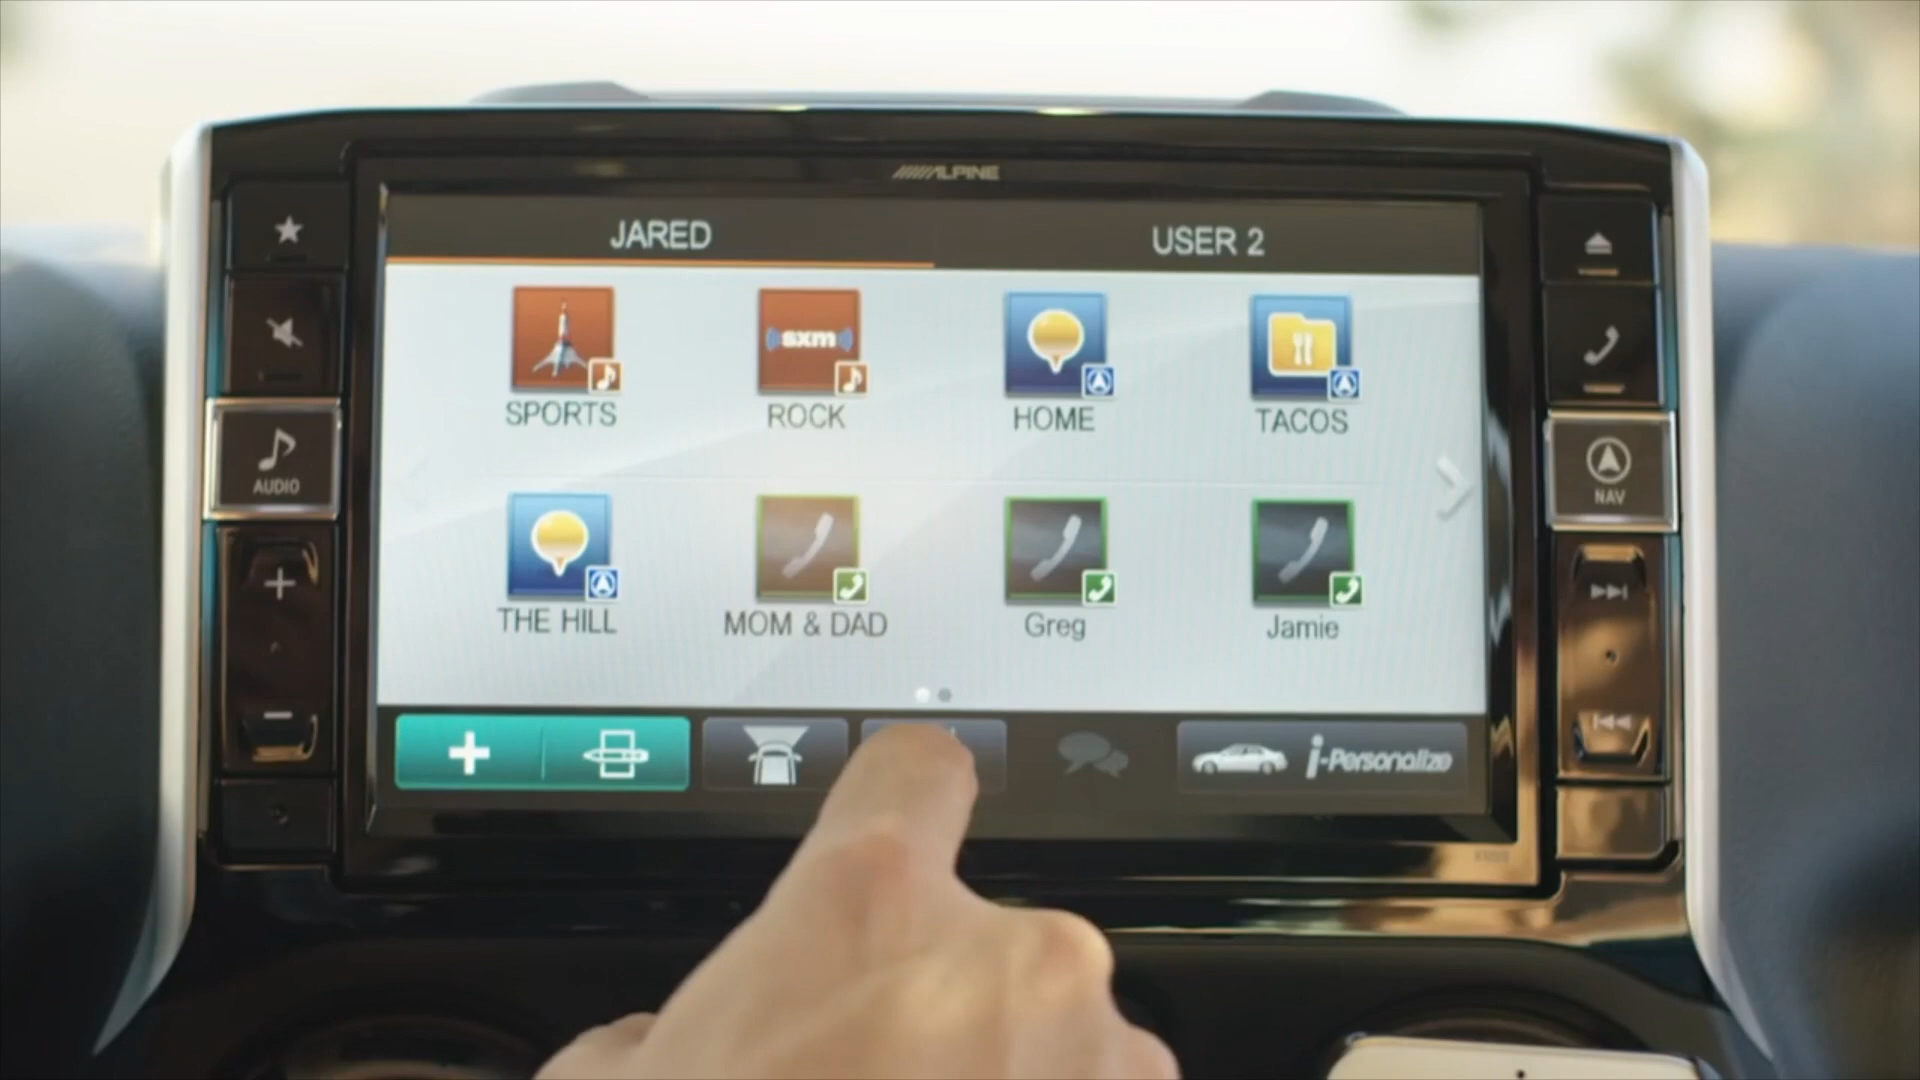 ALPINE
JARED USER 2
sxm
SPORTS ROCK HOME TACOS
AUDIO
NAV
THE HILL MOM & DAD Greg Jamie
i-Personalize